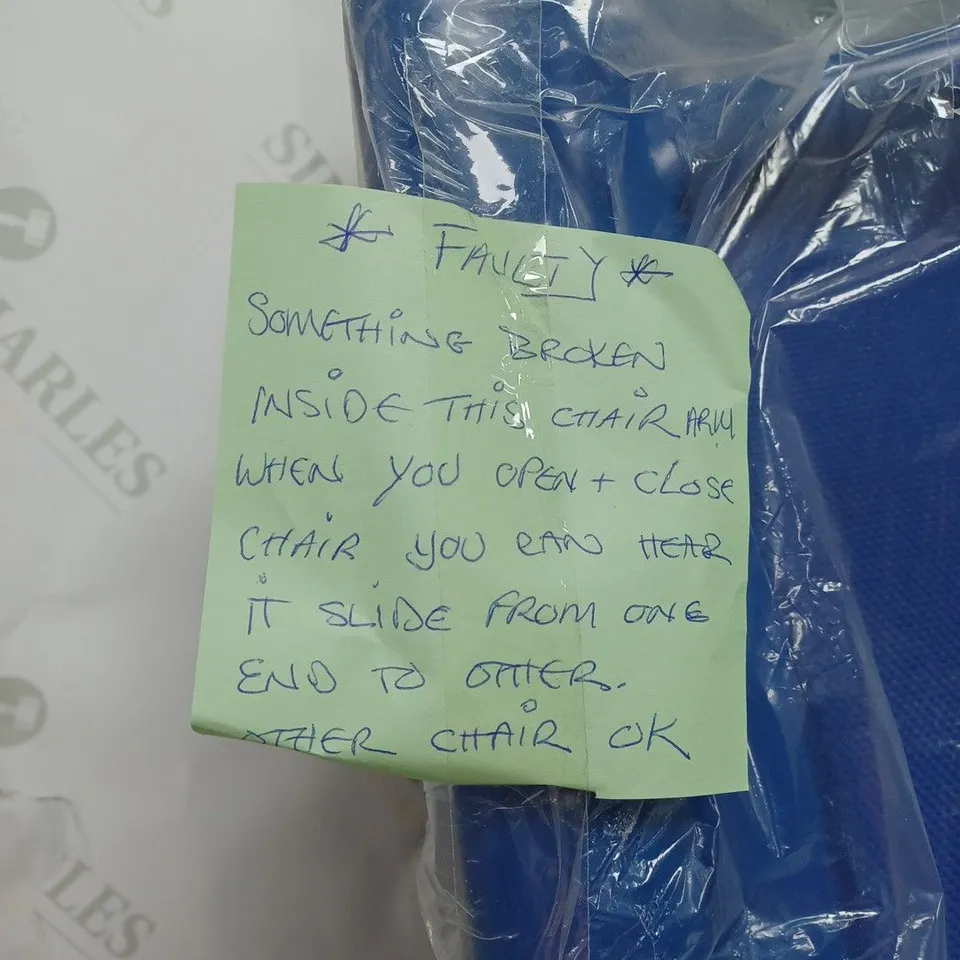 * FAULTY *
SOMETHING BROKEN
INSIDE THIS CHAIR ARM
WHEN YOU OPEN + CLOSE
CHAIR YOU CAN HEAR
IT SLIDE FROM ONE
END TO OTHER.
OTHER CHAIR OK